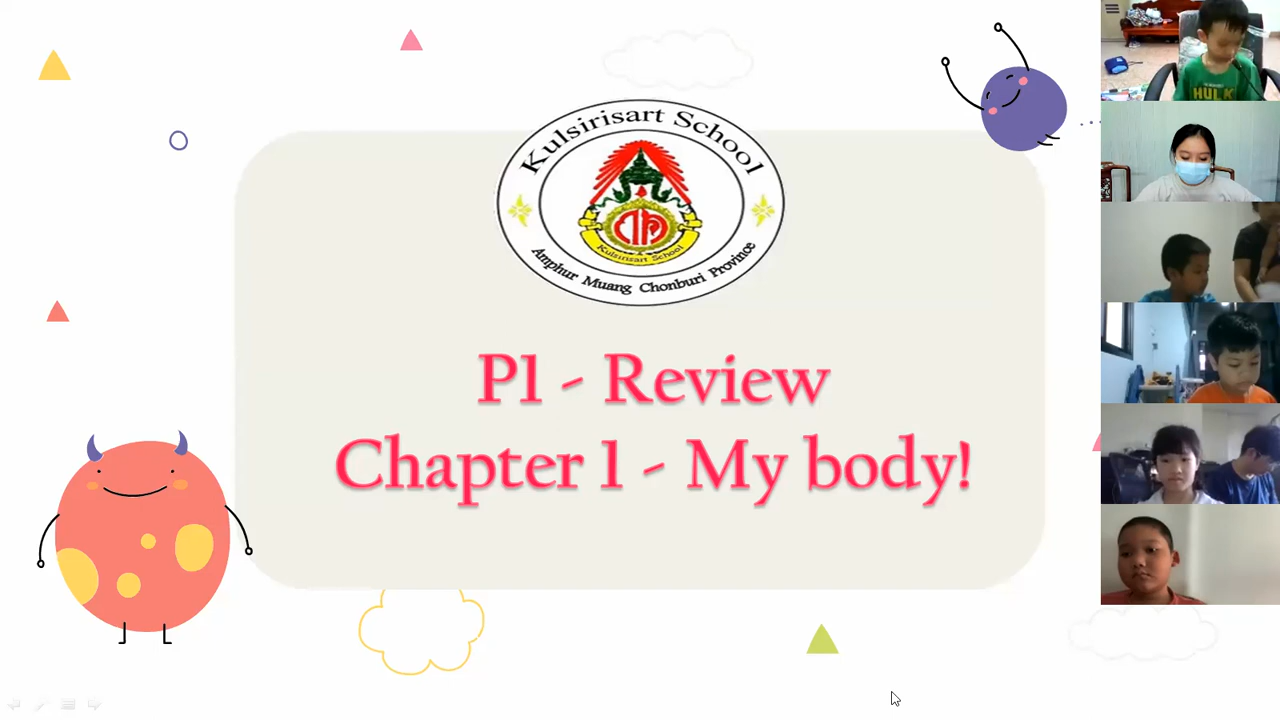 Kulsirisart School
Kulsirisart School
Amphur Muang Chonburi Province
P1 - Review
Chapter 1 - My body!
HULK